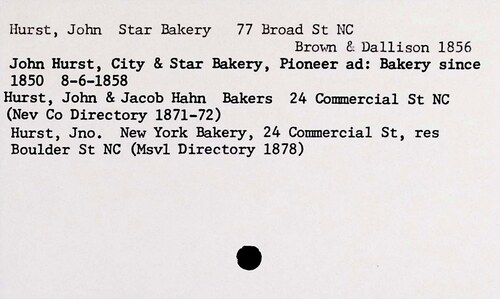 Hurst, John Star Bakery 77 Broad St NC
Brown & Dallison 1856
John Hurst, City & Star Bakery, Pioneer ad: Bakery since
1850 8-6-1858
Hurst, John & Jacob Hahn Bakers 24 Commercial St NC
(Nev Co Directory 1871-72)
Hurst, Jno. New York Bakery, 24 Commercial St, res
Boulder St NC (Msvl Directory 1878)